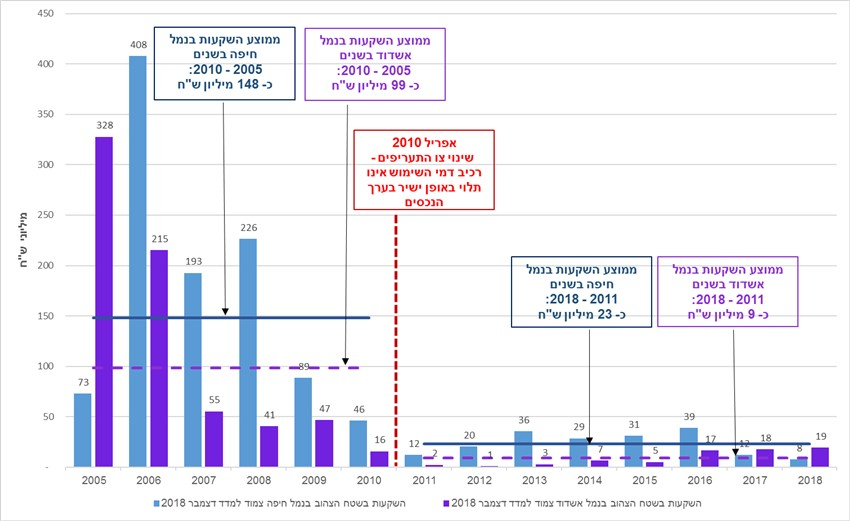 450
400
350
300
250
200
150
100
50
-
מיליוני ש"ח
ממוצע השקעות בנמל
חיפה בשנים
2005 - 2010:
כ- 148 מיליון ש"ח
ממוצע השקעות בנמל
אשדוד בשנים
2005 - 2010:
כ- 99 מיליון ש"ח
אפריל 2010
שינוי צו התעריפים -
רכיב דמי השימוש אינו
תלוי באופן ישיר בערך
הנכסים
ממוצע השקעות בנמל
חיפה בשנים
2011 - 2018:
כ- 23 מיליון ש"ח
ממוצע השקעות בנמל
אשדוד בשנים
2011 - 2018:
כ- 9 מיליון ש"ח
73
328
408
215
193
55
226
41
89
47
46
16
12
2
20
1
36
3
29
7
31
5
39
17
12
18
8
19
2005
2006
2007
2008
2009
2010
2011
2012
2013
2014
2015
2016
2017
2018
השקעות בשטח הצהוב בנמל חיפה צמוד למדד דצמבר 2018
השקעות בשטח הצהוב בנמל אשדוד צמוד למדד דצמבר 2018